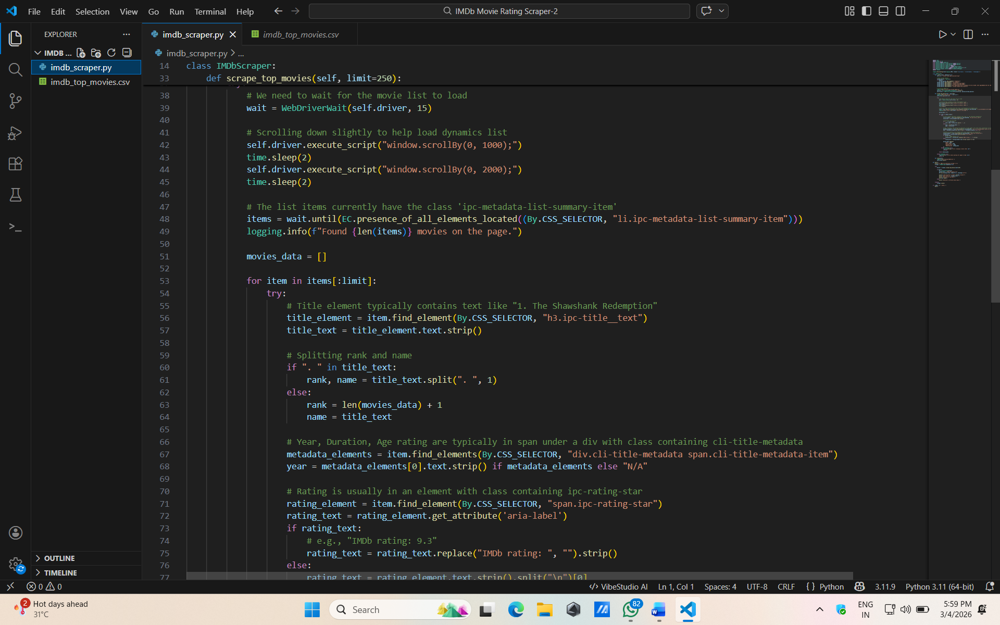 File Edit Selection View Go Run Terminal Help
IMDb Movie Rating Scraper-2
EXPLORER
IMDB ...
imdb_scraper.py
imdb_top_movies.csv
OUTLINE
TIMELINE
imdb_scraper.py
imdb_top_movies.csv
imdb_scraper.py > ...
14 class IMDbScraper:
33 def scrape_top_movies(self, limit=250):
38 # We need to wait for the movie list to load
39 wait = WebDriverWait(self.driver, 15)
40
41 # Scrolling down slightly to help load dynamics list
42 self.driver.execute_script("window.scrollBy(0, 1000);")
43 time.sleep(2)
44 self.driver.execute_script("window.scrollBy(0, 2000);")
45 time.sleep(2)
46
47 # The list items currently have the class 'ipc-metadata-list-summary-item'
48 items = wait.until(EC.presence_of_all_elements_located((By.CSS_SELECTOR, "li.ipc-metadata-list-summary-item")))
49 logging.info(f"Found {len(items)} movies on the page.")
50
51 movies_data = []
52
53 for item in items[:limit]:
54 try:
55 # Title element typically contains text like "1. The Shawshank Redemption"
56 title_element = item.find_element(By.CSS_SELECTOR, "h3.ipc-title__text")
57 title_text = title_element.text.strip()
58
59 # Splitting rank and name
60 if ". " in title_text:
61 rank, name = title_text.split(". ", 1)
62 else:
63 rank = len(movies_data) + 1
64 name = title_text
65
66 # Year, Duration, Age rating are typically in span under a div with class containing cli-title-metadata
67 metadata_elements = item.find_elements(By.CSS_SELECTOR, "div.cli-title-metadata span.cli-title-metadata-item")
68 year = metadata_elements[0].text.strip() if metadata_elements else "N/A"
69
70 # Rating is usually in an element with class containing ipc-rating-star
71 rating_element = item.find_element(By.CSS_SELECTOR, "span.ipc-rating-star")
72 rating_text = rating_element.get_attribute('aria-label')
73 if rating_text:
74 # e.g., "IMDb rating: 9.3"
75 rating_text = rating_text.replace("IMDb rating: ", "").strip()
76 else:
77 rating_text = rating_element.text.strip().split("\n")[0]
0 0
VibeStudio AI Ln 1, Col 1 Spaces: 4 UTF-8 CRLF { } Python 3.11.9 Python 3.11 (64-bit)
2 Hot days ahead
31°C
Search
82
ENG
IN
5:59 PM
3/4/2026